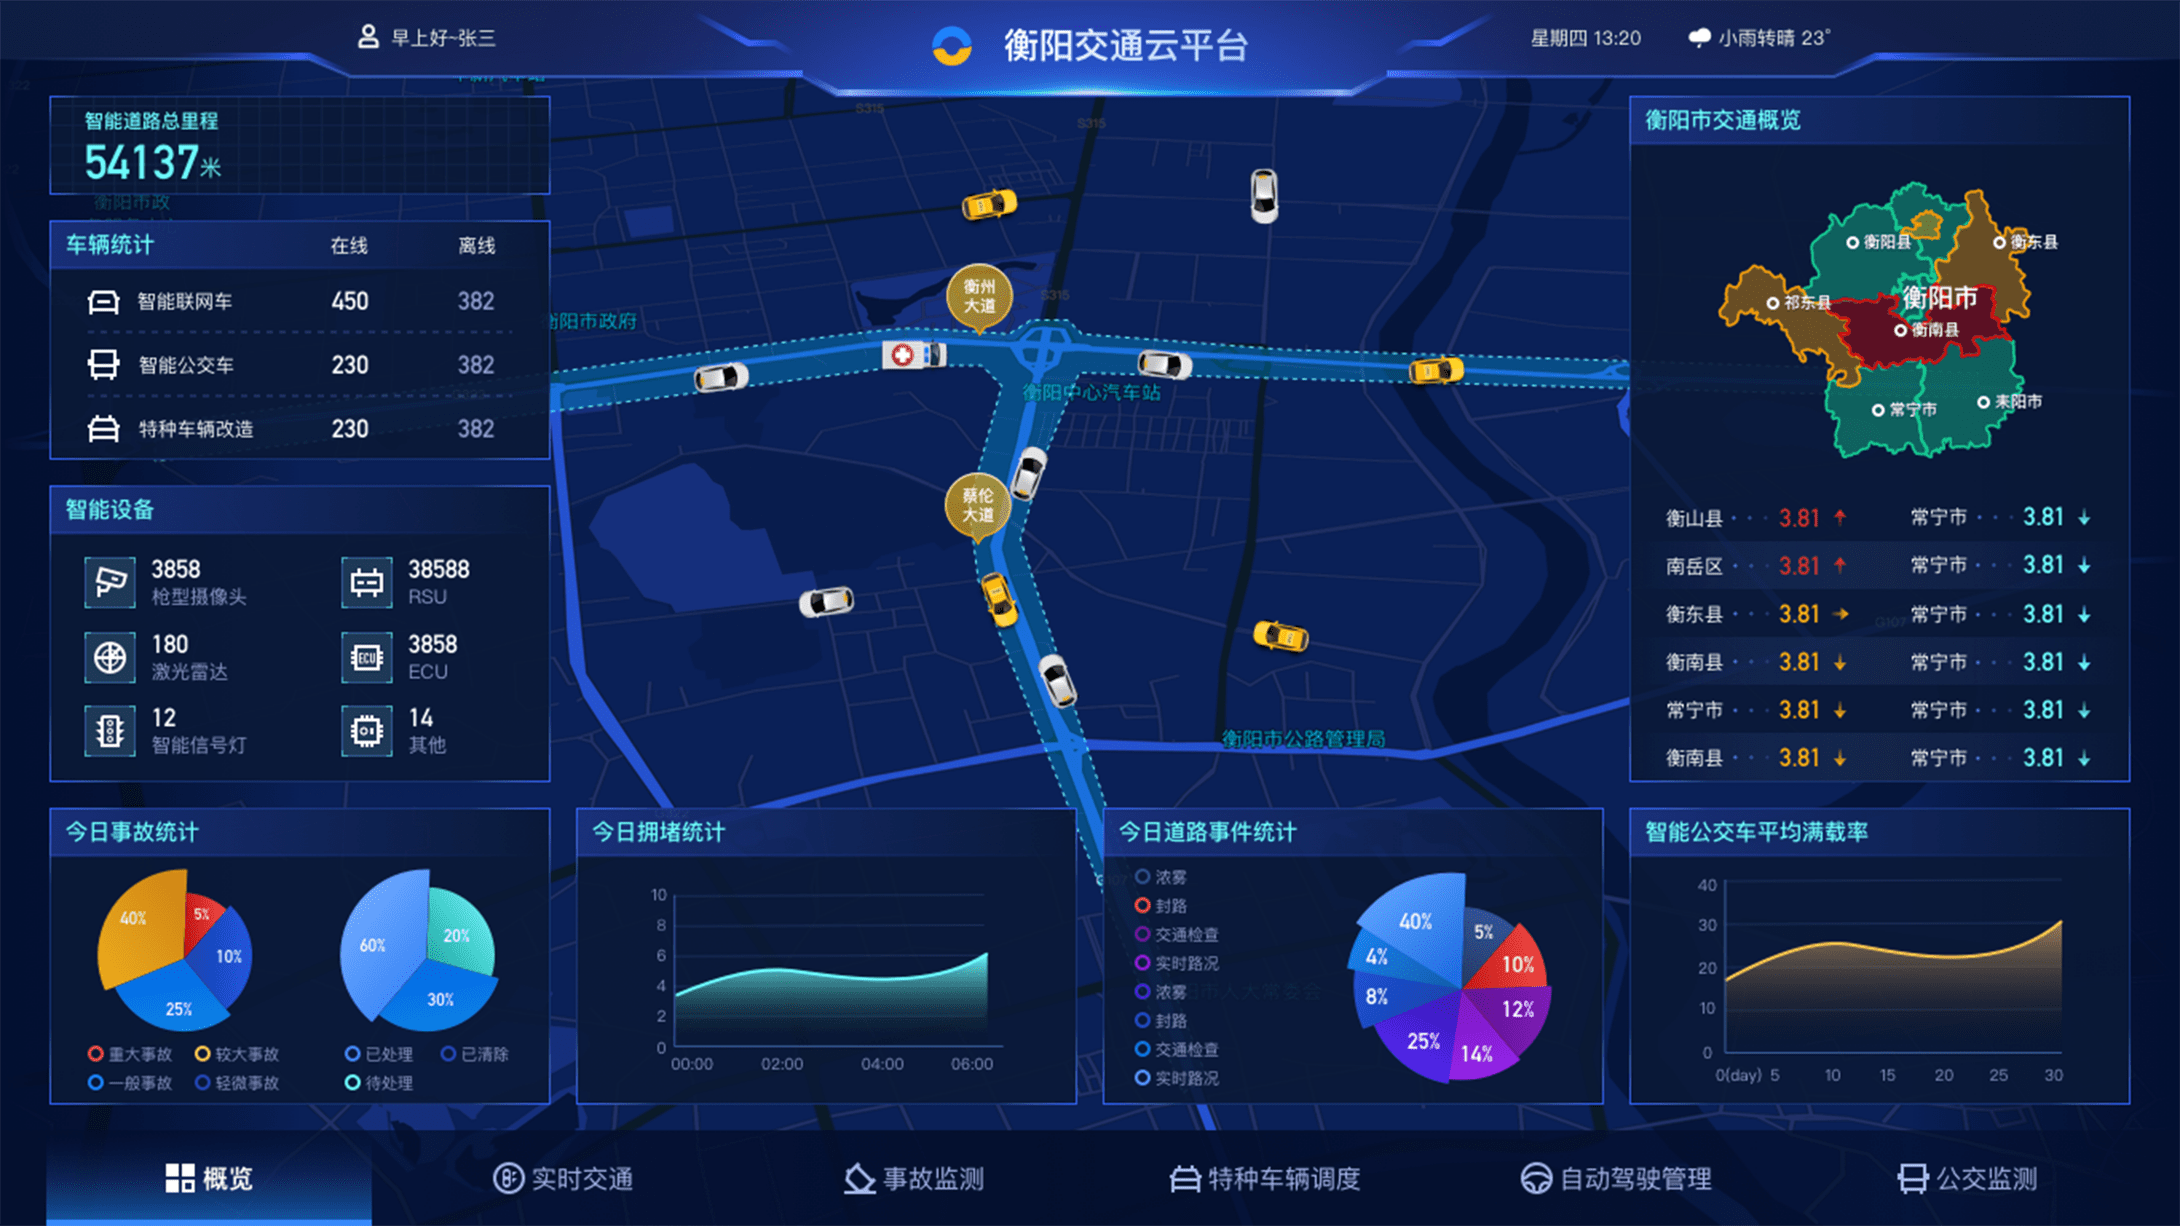 早上好~张三
衡阳交通云平台
星期四 13:20
小雨转晴 23°
智能道路总里程
54137米
衡阳市政
车辆统计 在线 离线
智能联网车 450 382
智能公交车 230 382
特种车辆改造 230 382
智能设备
3858
枪型摄像头
38588
RSU
180
激光雷达
3858
ECU
ECU
12
智能信号灯
14
其他
S315
S315
S315
衡州
大道
衡阳市政府
衡阳中心汽车站
蔡伦
大道
衡阳市公路管理局
衡阳市交通概览
衡阳县
衡东县
祁东县
衡阳市
衡南县
常宁市
耒阳市
衡山县 · · · 3.81 ↑ 常宁市 · · · 3.81 ↓
南岳区 · · · 3.81 ↑ 常宁市 · · · 3.81 ↓
衡东县 · · · 3.81 → 常宁市 · · · 3.81 ↓
G107
衡南县 · · · 3.81 ↓ 常宁市 · · · 3.81 ↓
常宁市 · · · 3.81 ↓ 常宁市 · · · 3.81 ↓
衡南县 · · · 3.81 ↓ 常宁市 · · · 3.81 ↓
今日事故统计
40%
5%
10%
25%
60%
20%
30%
重大事故 较大事故
一般事故 轻微事故
已处理 已清除
待处理
今日拥堵统计
10
8
6
4
2
0
00:00 02:00 04:00 06:00
今日道路事件统计
浓雾
封路
交通检查
实时路况
浓雾
封路
交通检查
实时路况
40%
5%
4%
10%
8%
12%
25%
14%
市人大常委会
智能公交车平均满载率
40
30
20
10
0
0(day) 5 10 15 20 25 30
概览
实时交通
事故监测
特种车辆调度
自动驾驶管理
公交监测